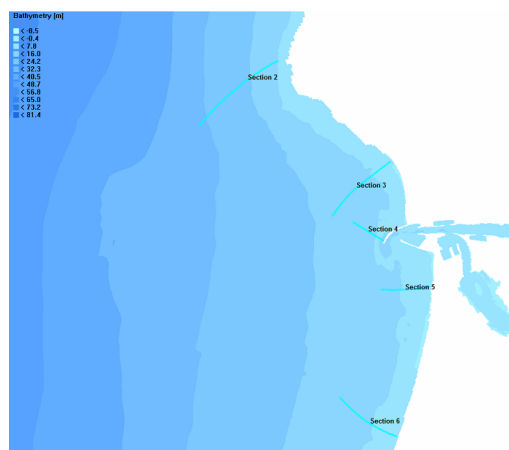 Bathymetry [m]
< -8.5
< -0.4
< 7.8
< 16.0
< 24.2
< 32.3
< 40.5
< 48.7
< 56.8
< 65.0
< 73.2
< 81.4
Section 2
Section 3
Section 4
Section 5
Section 6